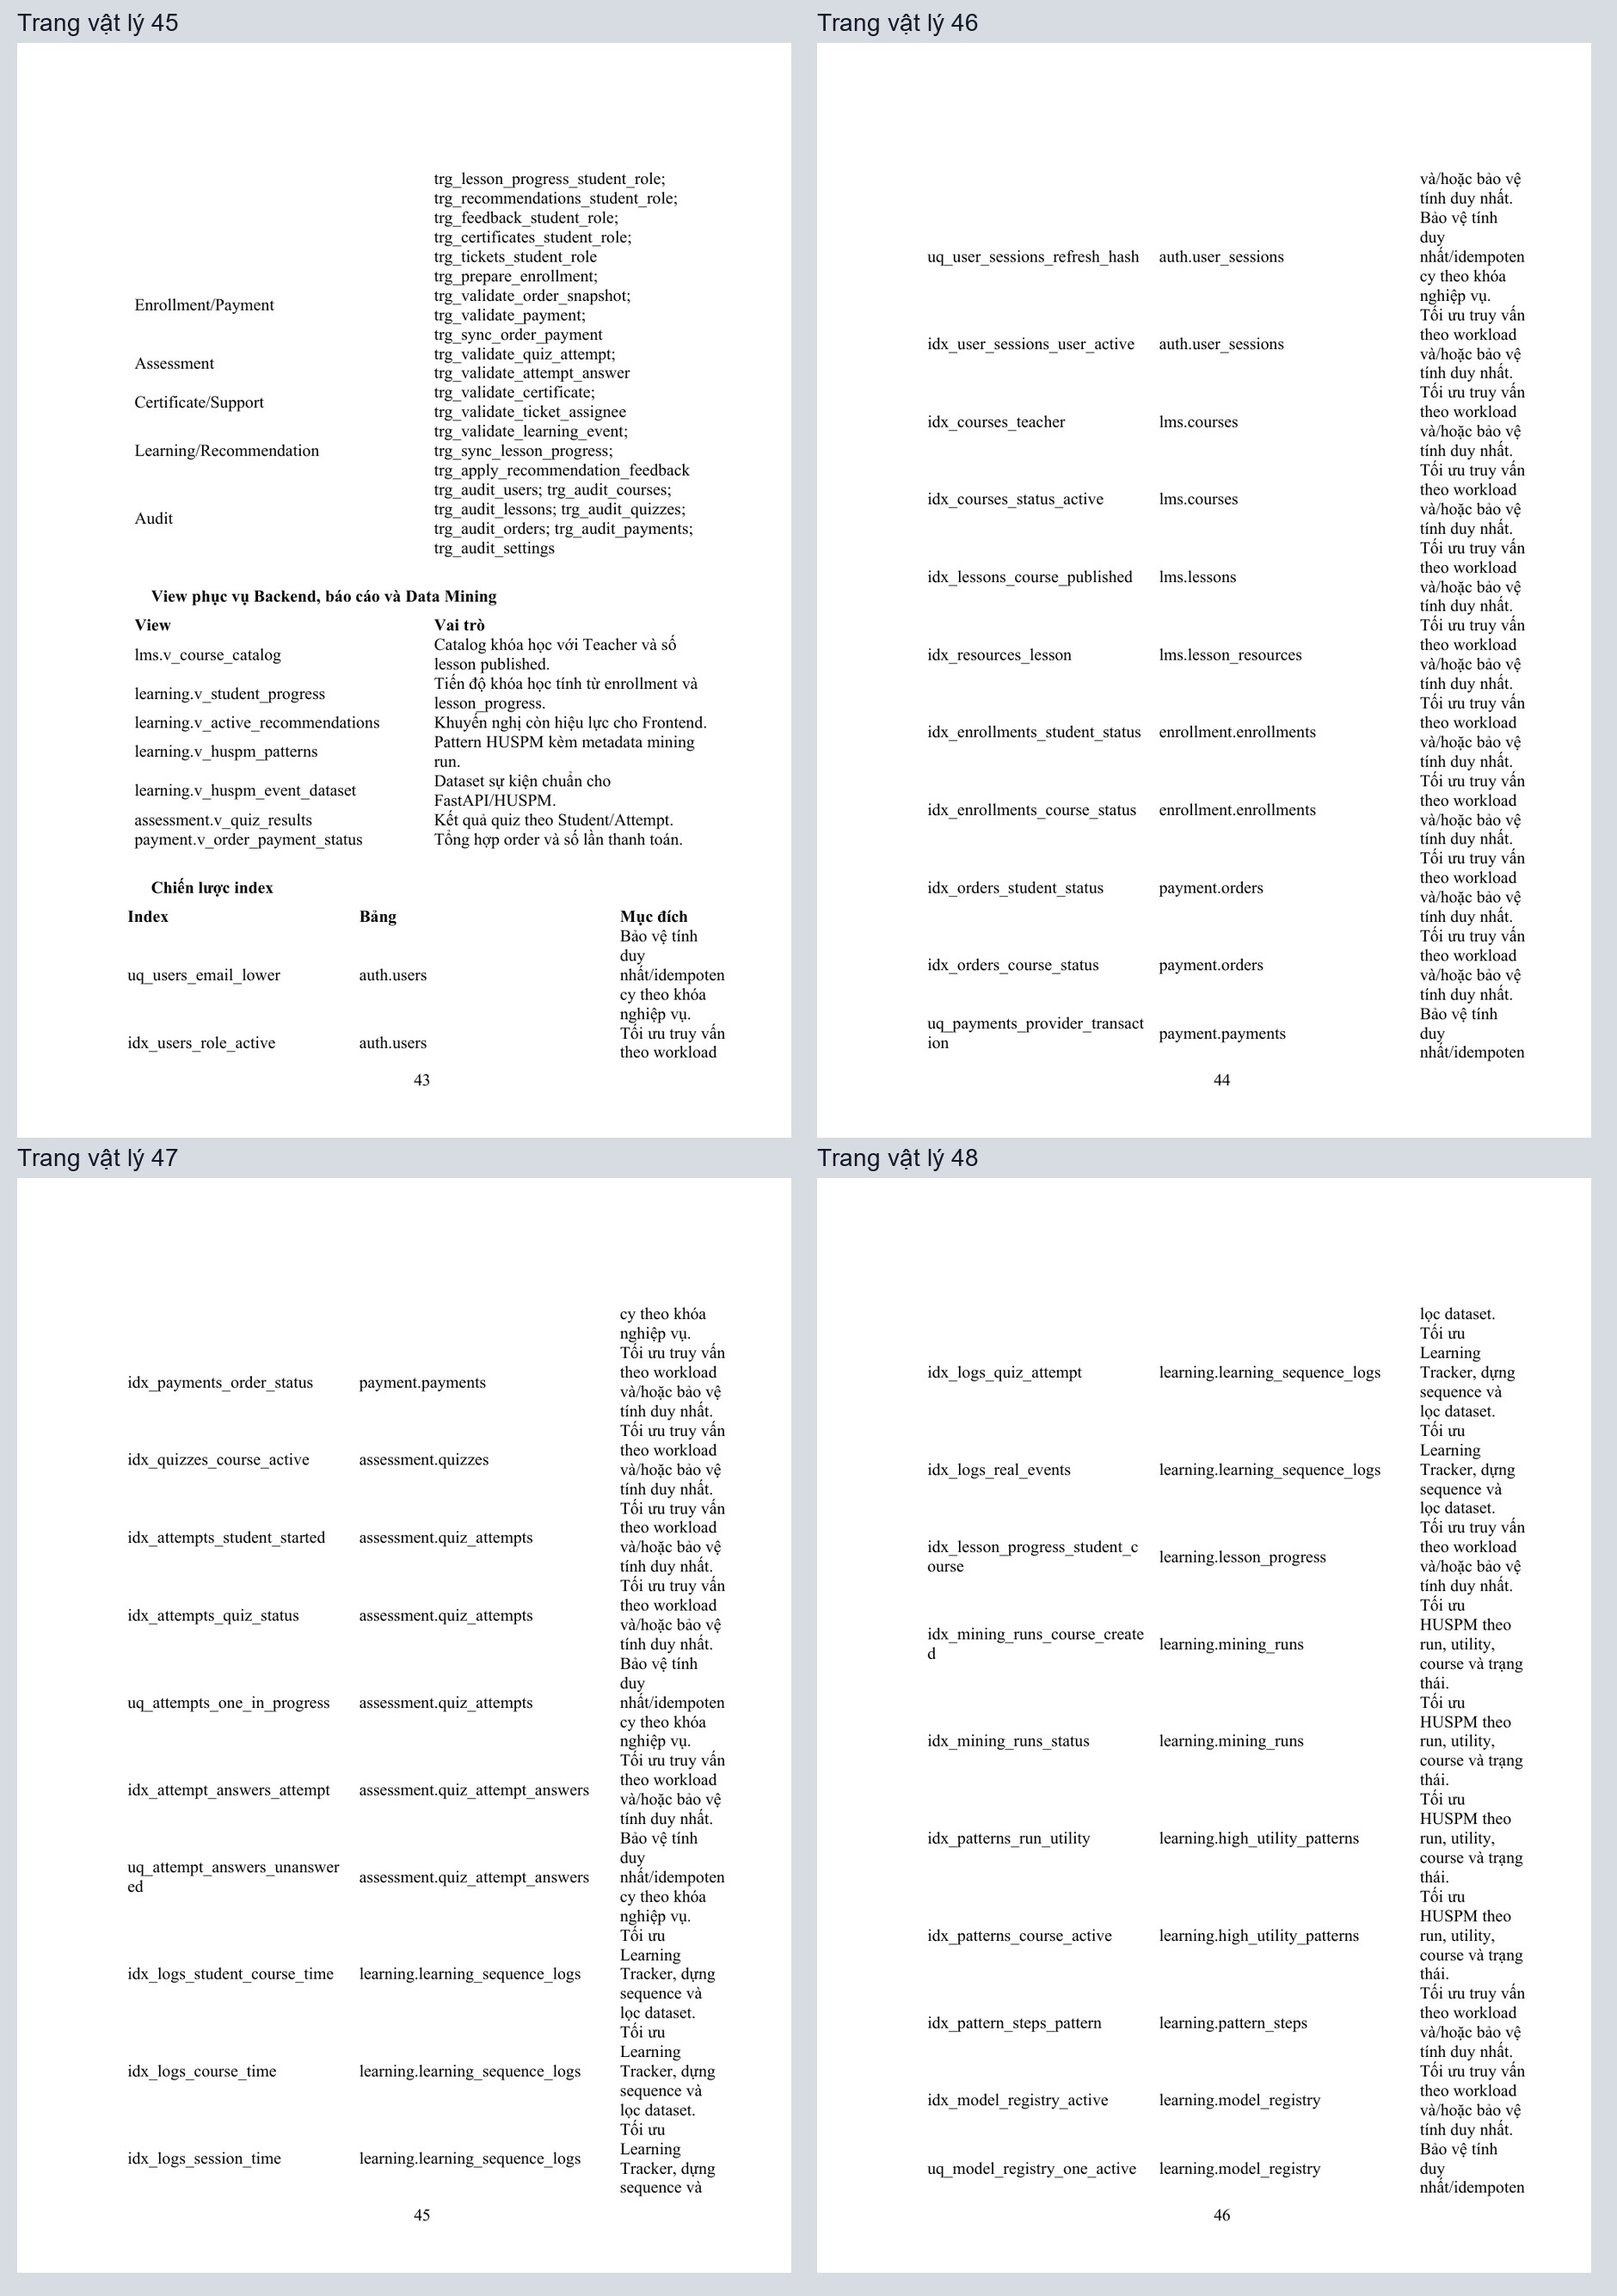 Trang vật lý 45
trg_lesson_progress_student_role;
trg_recommendations_student_role;
trg_feedback_student_role;
trg_certificates_student_role;
trg_tickets_student_role
Enrollment/Payment
trg_prepare_enrollment;
trg_validate_order_snapshot;
trg_validate_payment;
trg_sync_order_payment
Assessment
trg_validate_quiz_attempt;
trg_validate_attempt_answer
Certificate/Support
trg_validate_certificate;
trg_validate_ticket_assignee
Learning/Recommendation
trg_validate_learning_event;
trg_sync_lesson_progress;
trg_apply_recommendation_feedback
Audit
trg_audit_users; trg_audit_courses;
trg_audit_lessons; trg_audit_quizzes;
trg_audit_orders; trg_audit_payments;
trg_audit_settings
View phục vụ Backend, báo cáo và Data Mining
View Vai trò
lms.v_course_catalog
Catalog khóa học với Teacher và số
lesson published.
learning.v_student_progress
Tiến độ khóa học tính từ enrollment và
lesson_progress.
learning.v_active_recommendations Khuyến nghị còn hiệu lực cho Frontend.
learning.v_huspm_patterns
Pattern HUSPM kèm metadata mining
run.
learning.v_huspm_event_dataset
Dataset sự kiện chuẩn cho
FastAPI/HUSPM.
assessment.v_quiz_results Kết quả quiz theo Student/Attempt.
payment.v_order_payment_status Tổng hợp order và số lần thanh toán.
Chiến lược index
Index Bảng Mục đích
uq_users_email_lower auth.users
Bảo vệ tính
duy
nhất/idempoten
cy theo khóa
nghiệp vụ.
idx_users_role_active auth.users
Tối ưu truy vấn
theo workload
43
Trang vật lý 46
và/hoặc bảo vệ
tính duy nhất.
uq_user_sessions_refresh_hash auth.user_sessions
Bảo vệ tính
duy
nhất/idempoten
cy theo khóa
nghiệp vụ.
idx_user_sessions_user_active auth.user_sessions
Tối ưu truy vấn
theo workload
và/hoặc bảo vệ
tính duy nhất.
idx_courses_teacher lms.courses
Tối ưu truy vấn
theo workload
và/hoặc bảo vệ
tính duy nhất.
idx_courses_status_active lms.courses
Tối ưu truy vấn
theo workload
và/hoặc bảo vệ
tính duy nhất.
idx_lessons_course_published lms.lessons
Tối ưu truy vấn
theo workload
và/hoặc bảo vệ
tính duy nhất.
idx_resources_lesson lms.lesson_resources
Tối ưu truy vấn
theo workload
và/hoặc bảo vệ
tính duy nhất.
idx_enrollments_student_status enrollment.enrollments
Tối ưu truy vấn
theo workload
và/hoặc bảo vệ
tính duy nhất.
idx_enrollments_course_status enrollment.enrollments
Tối ưu truy vấn
theo workload
và/hoặc bảo vệ
tính duy nhất.
idx_orders_student_status payment.orders
Tối ưu truy vấn
theo workload
và/hoặc bảo vệ
tính duy nhất.
idx_orders_course_status payment.orders
Tối ưu truy vấn
theo workload
và/hoặc bảo vệ
tính duy nhất.
uq_payments_provider_transact
ion
payment.payments
Bảo vệ tính
duy
nhất/idempoten
44
Trang vật lý 47
cy theo khóa
nghiệp vụ.
idx_payments_order_status payment.payments
Tối ưu truy vấn
theo workload
và/hoặc bảo vệ
tính duy nhất.
idx_quizzes_course_active assessment.quizzes
Tối ưu truy vấn
theo workload
và/hoặc bảo vệ
tính duy nhất.
idx_attempts_student_started assessment.quiz_attempts
Tối ưu truy vấn
theo workload
và/hoặc bảo vệ
tính duy nhất.
idx_attempts_quiz_status assessment.quiz_attempts
Tối ưu truy vấn
theo workload
và/hoặc bảo vệ
tính duy nhất.
uq_attempts_one_in_progress assessment.quiz_attempts
Bảo vệ tính
duy
nhất/idempoten
cy theo khóa
nghiệp vụ.
idx_attempt_answers_attempt assessment.quiz_attempt_answers
Tối ưu truy vấn
theo workload
và/hoặc bảo vệ
tính duy nhất.
uq_attempt_answers_unanswer
ed
assessment.quiz_attempt_answers
Bảo vệ tính
duy
nhất/idempoten
cy theo khóa
nghiệp vụ.
idx_logs_student_course_time learning.learning_sequence_logs
Tối ưu
Learning
Tracker, dựng
sequence và
lọc dataset.
idx_logs_course_time learning.learning_sequence_logs
Tối ưu
Learning
Tracker, dựng
sequence và
lọc dataset.
idx_logs_session_time learning.learning_sequence_logs
Tối ưu
Learning
Tracker, dựng
sequence và
45
Trang vật lý 48
lọc dataset.
idx_logs_quiz_attempt learning.learning_sequence_logs
Tối ưu
Learning
Tracker, dựng
sequence và
lọc dataset.
idx_logs_real_events learning.learning_sequence_logs
Tối ưu
Learning
Tracker, dựng
sequence và
lọc dataset.
idx_lesson_progress_student_c
ourse
learning.lesson_progress
Tối ưu truy vấn
theo workload
và/hoặc bảo vệ
tính duy nhất.
idx_mining_runs_course_create
d
learning.mining_runs
Tối ưu
HUSPM theo
run, utility,
course và trạng
thái.
idx_mining_runs_status learning.mining_runs
Tối ưu
HUSPM theo
run, utility,
course và trạng
thái.
idx_patterns_run_utility learning.high_utility_patterns
Tối ưu
HUSPM theo
run, utility,
course và trạng
thái.
idx_patterns_course_active learning.high_utility_patterns
Tối ưu
HUSPM theo
run, utility,
course và trạng
thái.
idx_pattern_steps_pattern learning.pattern_steps
Tối ưu truy vấn
theo workload
và/hoặc bảo vệ
tính duy nhất.
idx_model_registry_active learning.model_registry
Tối ưu truy vấn
theo workload
và/hoặc bảo vệ
tính duy nhất.
uq_model_registry_one_active learning.model_registry
Bảo vệ tính
duy
nhất/idempoten
46